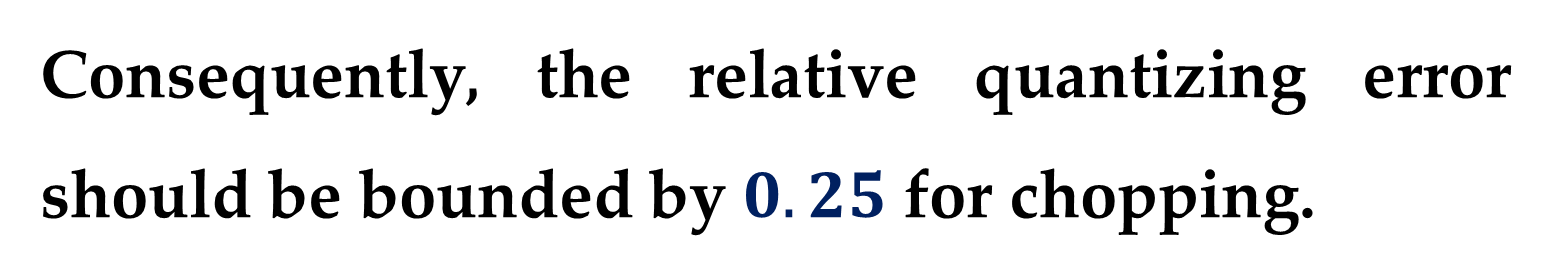 Consequently, the relative quantizing error
should be bounded by 0.25 for chopping.